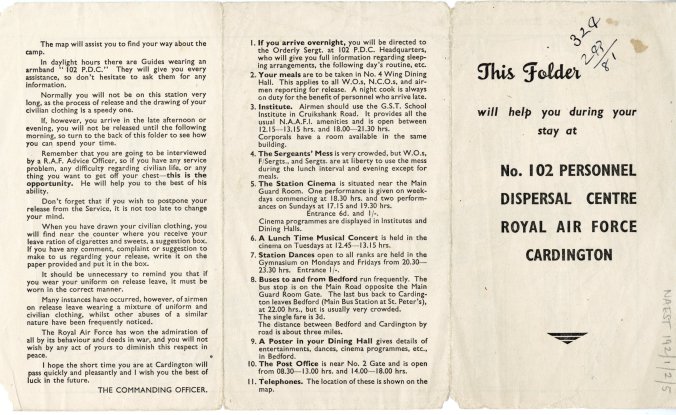 The map will assist you to find your way about the
camp.
In daylight hours there are Guides wearing an
armband "102 P.D.C." They will give you every
assistance, so don't hesitate to ask them for any
information.
Normally you will not be on this station very
long, as the process of release and the drawing of your
civilian clothing is a speedy one.
If, however, you arrive in the late afternoon or
evening, you will not be released until the following
morning, so turn to the back of this folder to see how
you can spend your time.
Remember that you are going to be interviewed
by a R.A.F. Advice Officer, so if you have any service
problem, any difficulty regarding civilian life, or any
thing you want to get off your chest—this is
the opportunity. He will help you to the best of his
ability.
Don't forget that if you wish to postpone your
release from the Service, it is not too late to change
your mind.
When you have drawn your civilian clothing, you
will find near the counter where you receive your
leave ration of cigarettes and sweets, a suggestion box.
If you have any comment, complaint or suggestion to
make to us regarding your release, write it on the
paper provided and put it in the box.
It should be unnecessary to remind you that if
you wear your uniform on release leave, it must be
worn in the correct manner.
Many instances have occurred, however, of airmen
on release leave wearing a mixture of uniform and
civilian clothing, whilst other abuses of a similar
nature have been frequently noticed.
The Royal Air Force has won the admiration of
all by its behaviour and deeds in war, and you will not
wish by any act of yours to diminish this respect in
peace.
I hope the short time you are at Cardington will
pass quickly and pleasantly and I wish you the best of
luck in the future.
THE COMMANDING OFFICER.
1. If you arrive overnight, you will be directed to
the Orderly Sergt. at 102 P.D.C. Headquarters,
who will give you full information regarding sleep-
ing arrangements, the following day's routine, etc.
2. Your meals are to be taken in No. 4 Wing Dining
Hall. This applies to all W.Os, N.C.Os, and air-
men reporting for release. A night cook is always
on duty for the benefit of personnel who arrive late.
3. Institute. Airmen should use the G.S.T. School
Institute in Cruikshank Road. It provides all the
usual N.A.A.F.I. amenities and is open between
12.15—13.15 hrs. and 18.00—21.30 hrs.
Corporals have a room available in the same
building.
4. The Sergeants' Mess is very crowded, but W.Os,
F/Sergts., and Sergts. are at liberty to use the mess
during the lunch interval and evening except for
meals.
5. The Station Cinema is situated near the Main
Guard Room. One performance is given on week-
days commencing at 18.30 hrs. and two perform-
ances on Sundays at 17.15 and 19.30 hrs.
Entrance 6d. and 1/-.
Cinema programmes are displayed in Institutes and
Dining Halls.
6. A Lunch Time Musical Concert is held in the
cinema on Tuesdays at 12.45—13.15 hrs.
7. Station Dances open to all ranks are held in the
Gymnasium on Mondays and Fridays from 20.30—
23.30 hrs. Entrance 1/-.
8. Buses to and from Bedford run frequently. The
bus stop is on the Main Road opposite the Main
Guard Room Gate. The last bus back to Carding-
ton leaves Bedford (Main Bus Station at St. Peter's),
at 22.00 hrs., but is usually very crowded.
The single fare is 3d.
The distance between Bedford and Cardington by
road is about three miles.
9. A Poster in your Dining Hall gives details of
entertainments, dances, cinema programmes, etc.,
in Bedford.
10. The Post Office is near No. 2 Gate and is open
from 08.30—13.00 hrs. and 14.00—18.00 hrs.
11. Telephones. The location of these is shown on the
map.
This Folder
will help you during your
stay at
No. 102 PERSONNEL
DISPERSAL CENTRE
ROYAL AIR FORCE
CARDINGTON
NAEST 192/1/2/5